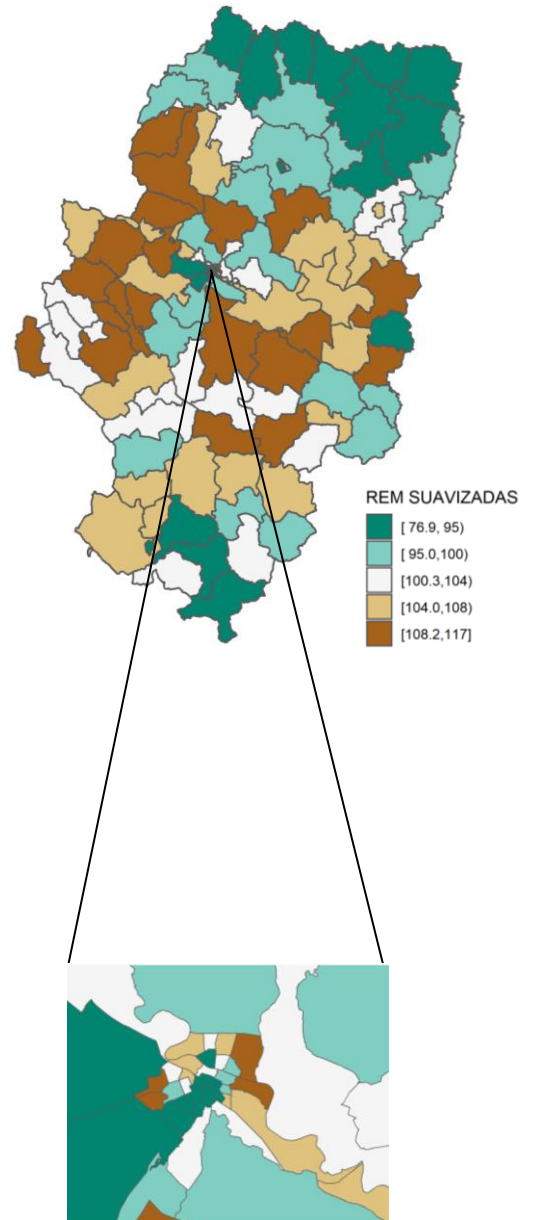 REM SUAVIZADAS
[ 76.9, 95)
[ 95.0,100)
[100.3,104)
[104.0,108)
[108.2,117]